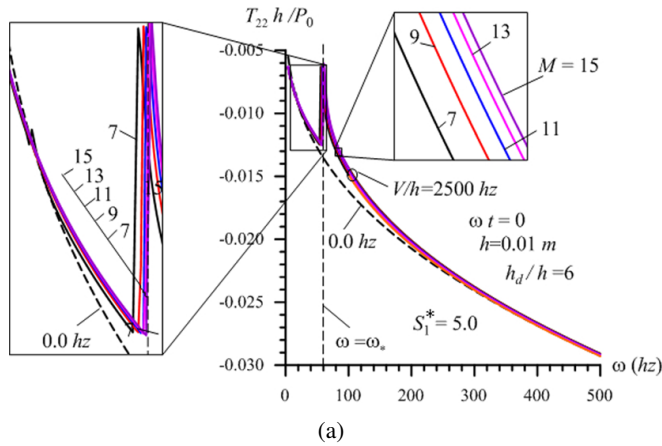 T₂₂ h /P₀
-0.005
-0.010
-0.015
-0.020
-0.025
-0.030
0
100
200
300
400
500
ω (hz)
7
15
13
11
9
7
0.0 hz
9
13
M = 15
7
11
V/h=2500 hz
0.0 hz
ω t = 0
h=0.01 m
h_d / h =6
S₁*= 5.0
ω =ω*
(a)